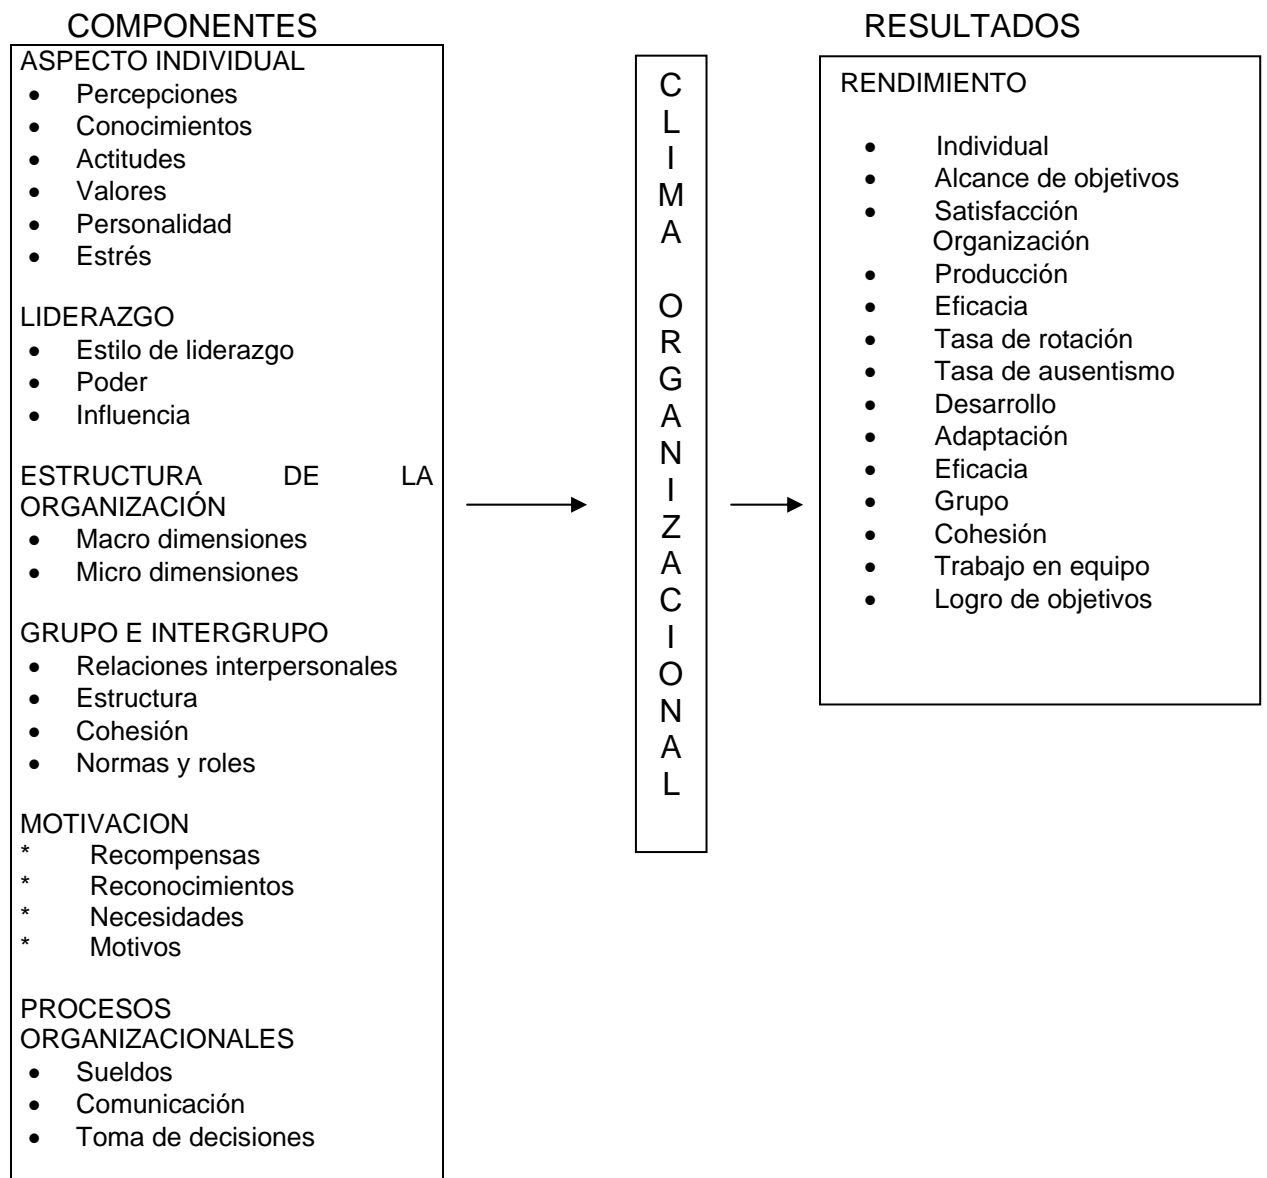 COMPONENTES
ASPECTO INDIVIDUAL
• Percepciones
• Conocimientos
• Actitudes
• Valores
• Personalidad
• Estrés
LIDERAZGO
• Estilo de liderazgo
• Poder
• Influencia
ESTRUCTURA DE LA
ORGANIZACIÓN
• Macro dimensiones
• Micro dimensiones
GRUPO E INTERGRUPO
• Relaciones interpersonales
• Estructura
• Cohesión
• Normas y roles
MOTIVACION
* Recompensas
* Reconocimientos
* Necesidades
* Motivos
PROCESOS
ORGANIZACIONALES
• Sueldos
• Comunicación
• Toma de decisiones
C
L
I
M
A
O
R
G
A
N
I
Z
A
C
I
O
N
A
L
RESULTADOS
RENDIMIENTO
• Individual
• Alcance de objetivos
• Satisfacción
Organización
• Producción
• Eficacia
• Tasa de rotación
• Tasa de ausentismo
• Desarrollo
• Adaptación
• Eficacia
• Grupo
• Cohesión
• Trabajo en equipo
• Logro de objetivos